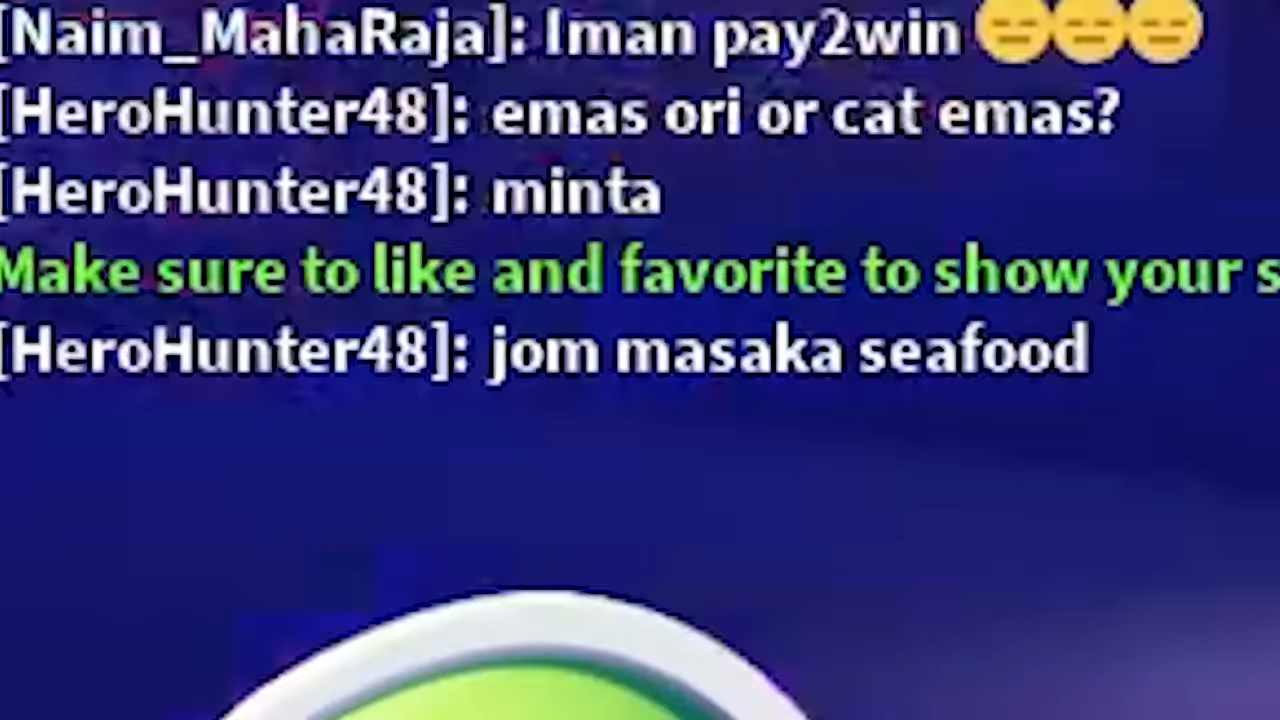 [Naim_MahaRaja]: Iman pay2win 😑😑😑
[HeroHunter48]: emas ori or cat emas?
[HeroHunter48]: minta
Make sure to like and favorite to show your s
[HeroHunter48]: jom masaka seafood